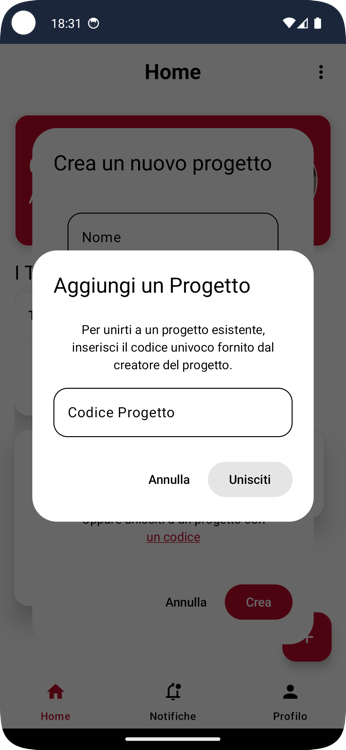 18:31
Home
Crea un nuovo progetto
Nome
I T
Aggiungi un Progetto
Per unirti a un progetto esistente,
inserisci il codice univoco fornito dal
creatore del progetto.
Codice Progetto
Annulla
Unisciti
Oppure unisciti a un progetto con
un codice
Annulla
Crea
Home
Notifiche
Profilo